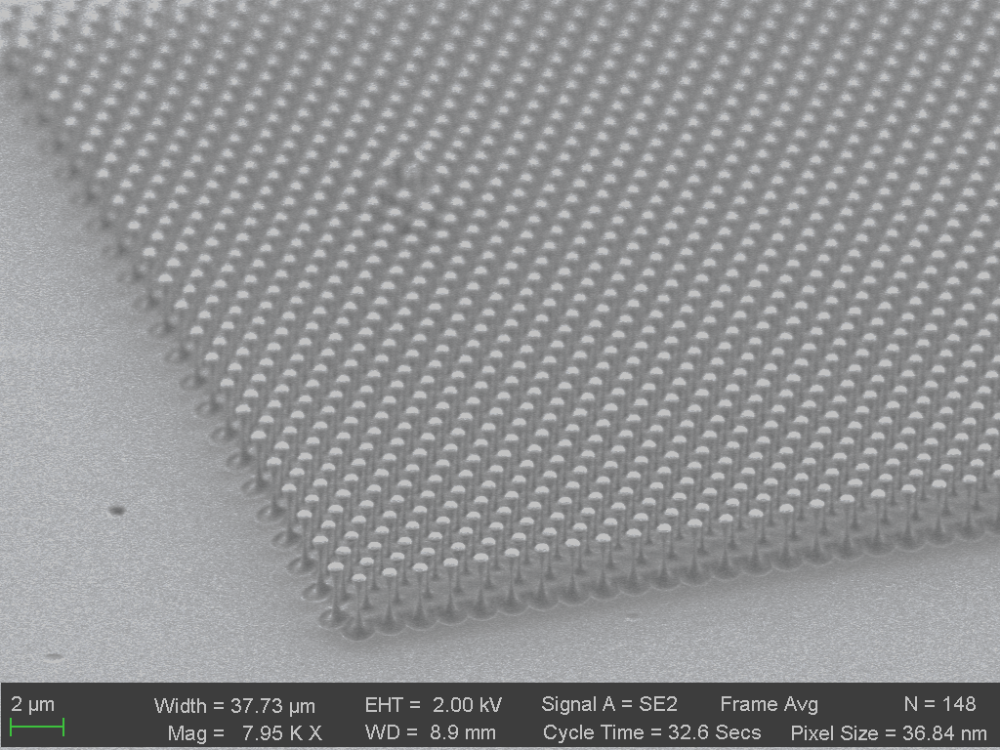 2 µm Width = 37.73 µm EHT = 2.00 kV Signal A = SE2 Frame Avg N = 148
Mag = 7.95 K X WD = 8.9 mm Cycle Time = 32.6 Secs Pixel Size = 36.84 nm